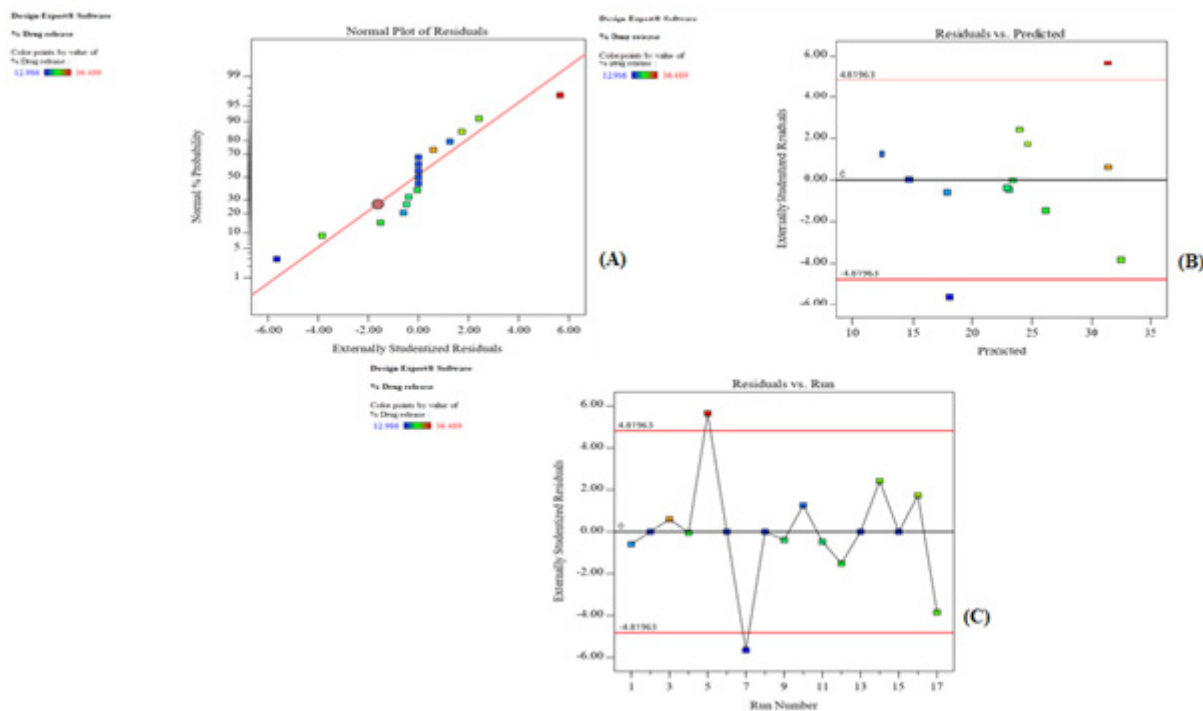 Design Expert® Software
% Drug release
Color points by value of
% Drug release :
12.986 36.489
Normal Plot of Residuals
Normal % Probability
99
95
90
80
70
50
30
20
10
5
1
-6.00 -4.00 -2.00 0.00 2.00 4.00 6.00
Externally Studentized Residuals
(A)
Design Expert® Software
% Drug release
Color points by value of
% Drug release :
12.986 36.489
Residuals vs. Predicted
Externally Studentized Residuals
6.00
4.81963
4.00
2.00
0.00
0
-2.00
-4.00
-4.81963
-6.00
10 15 20 25 30 35
Predicted
(B)
Design Expert® Software
% Drug release
Color points by value of
% Drug release :
12.986 36.489
Residuals vs. Run
Externally Studentized Residuals
6.00
4.81963
4.00
2.00
0.00
0
-2.00
-4.00
-4.81963
-6.00
1 3 5 7 9 11 13 15 17
Run Number
(C)